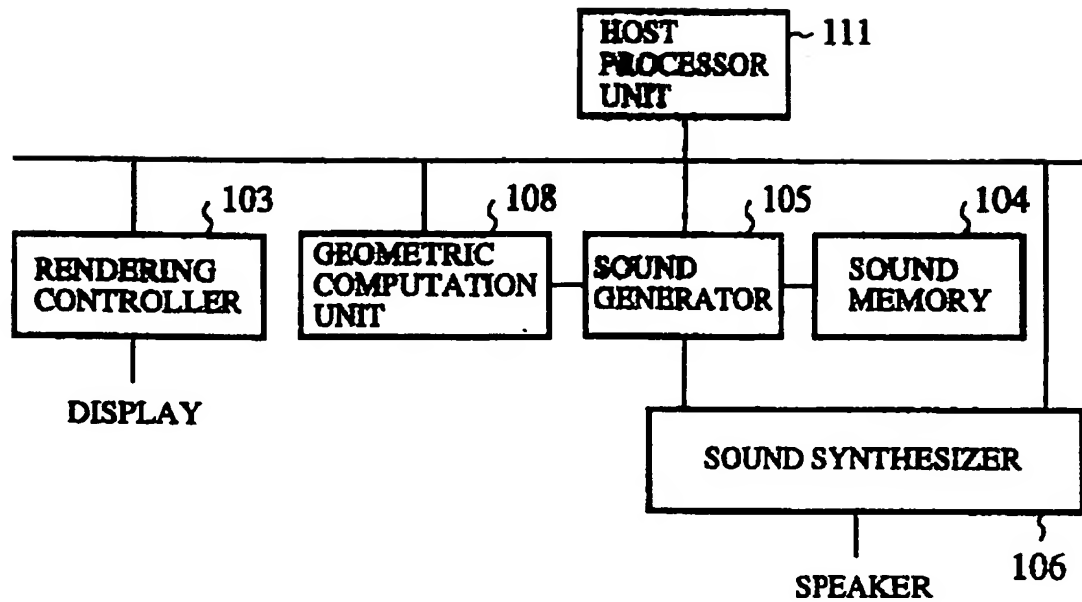 HOST
PROCESSOR
UNIT
111
103
108
105
104
RENDERING
CONTROLLER
GEOMETRIC
COMPUTATION
UNIT
SOUND
GENERATOR
SOUND
MEMORY
DISPLAY
SOUND SYNTHESIZER
106
SPEAKER